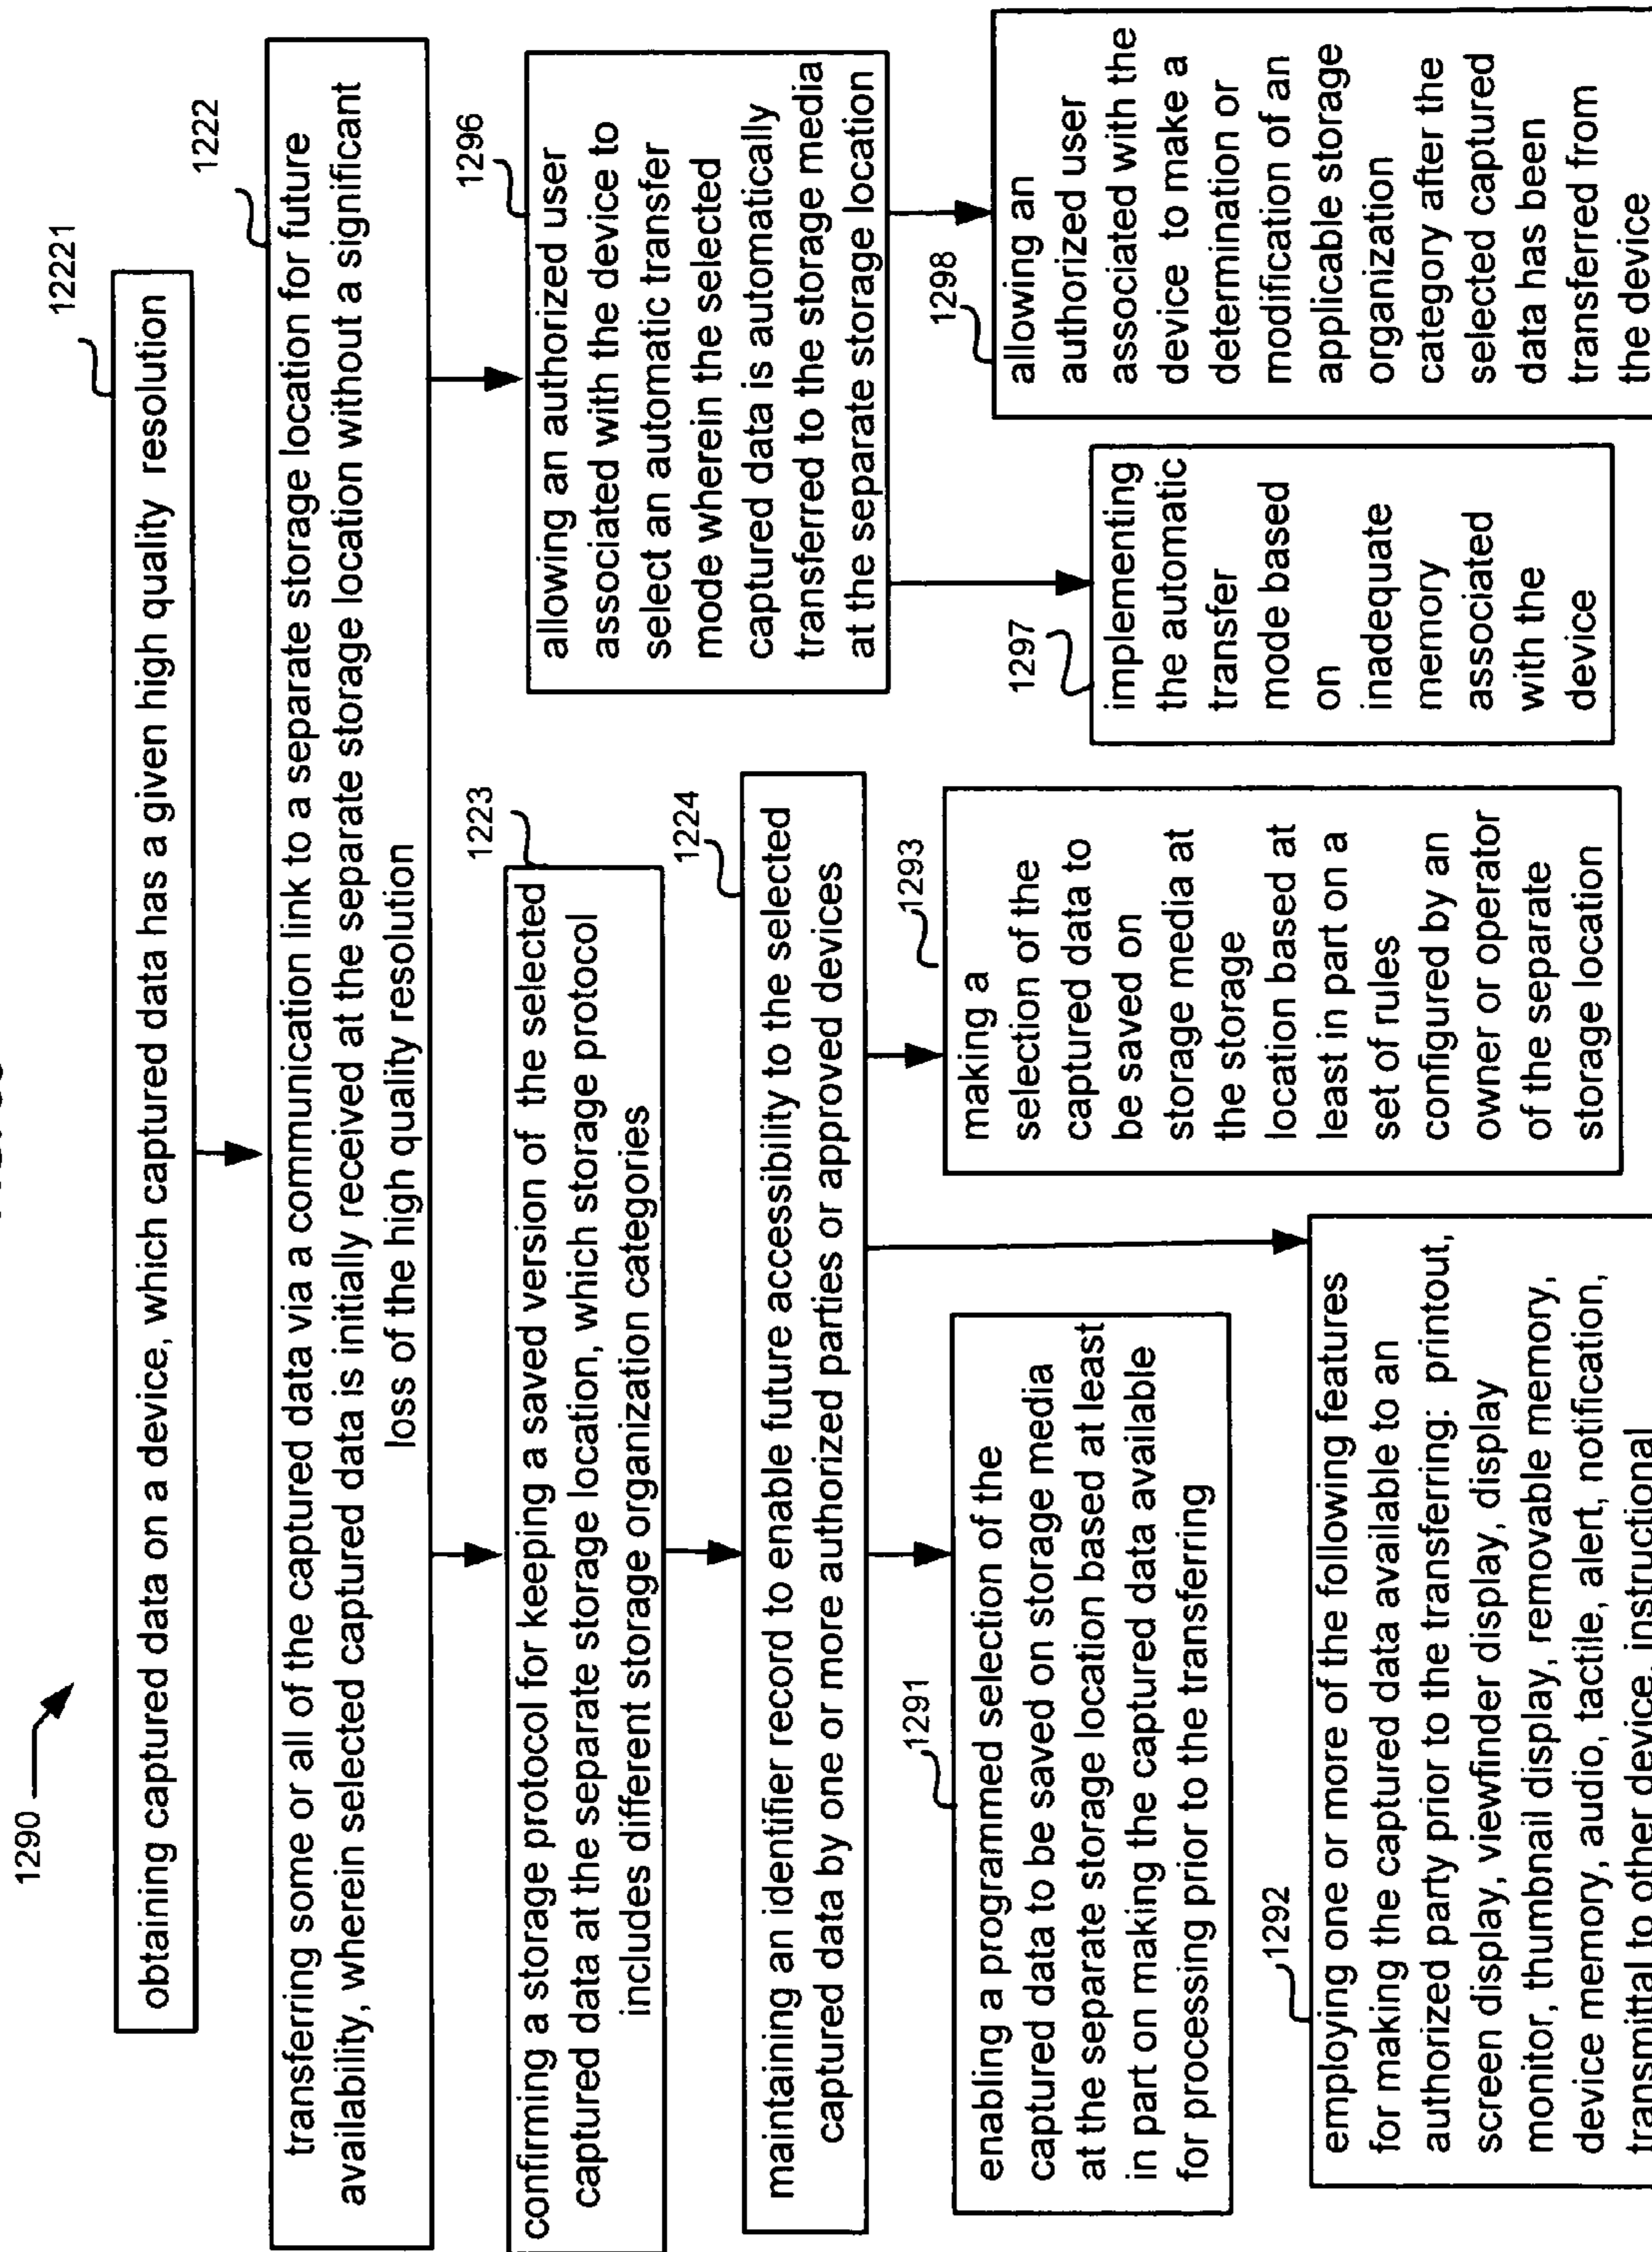 1290
12221
obtaining captured data on a device, which captured data has a given high quality resolution
1222
transferring some or all of the captured data via a communication link to a separate storage location for future
availability, wherein selected captured data is initially received at the separate storage location without a significant
loss of the high quality resolution
1223
confirming a storage protocol for keeping a saved version of the selected
captured data at the separate storage location, which storage protocol
includes different storage organization categories
1224
maintaining an identifier record to enable future accessibility to the selected
captured data by one or more authorized parties or approved devices
1296
allowing an authorized user
associated with the device to
select an automatic transfer
mode wherein the selected
captured data is automatically
transferred to the storage media
at the separate storage location
1291
enabling a programmed selection of the
captured data to be saved on storage media
at the separate storage location based at least
in part on making the captured data available
for processing prior to the transferring
1292
employing one or more of the following features
for making the captured data available to an
authorized party prior to the transferring: printout,
screen display, viewfinder display, display
monitor, thumbnail display, removable memory,
device memory, audio, tactile, alert, notification,
transmittal to other device, instructional
1293
making a
selection of the
captured data to
be saved on
storage media at
the storage
location based at
least in part on a
set of rules
configured by an
owner or operator
of the separate
storage location
1297
implementing
the automatic
transfer
mode based
on
inadequate
memory
associated
with the
device
1298
allowing an
authorized user
associated with the
device to make a
determination or
modification of an
applicable storage
organization
category after the
selected captured
data has been
transferred from
the device